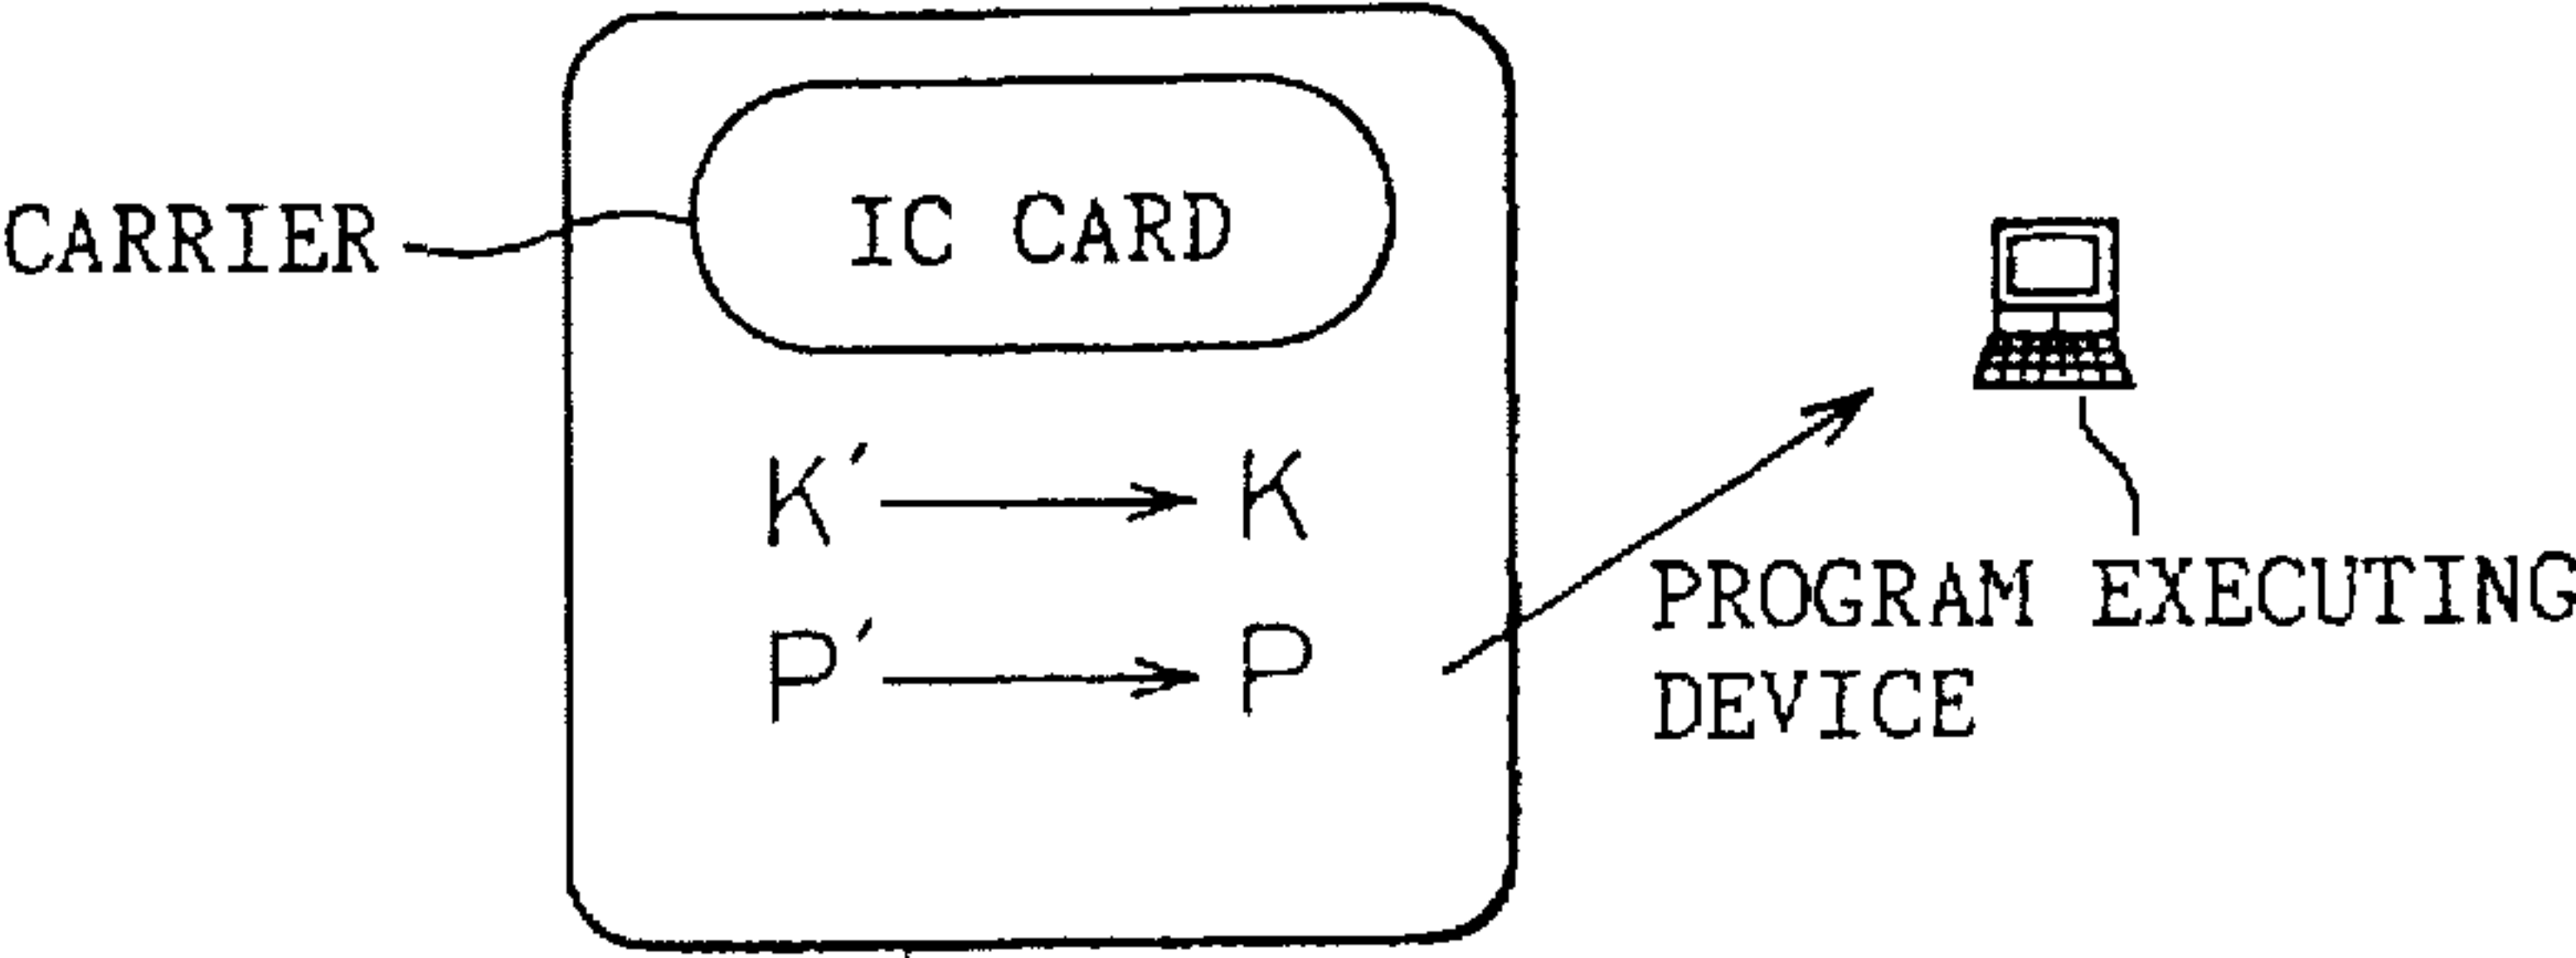 CARRIER
IC CARD
K′ → K
P′ → P
PROGRAM EXECUTING
DEVICE